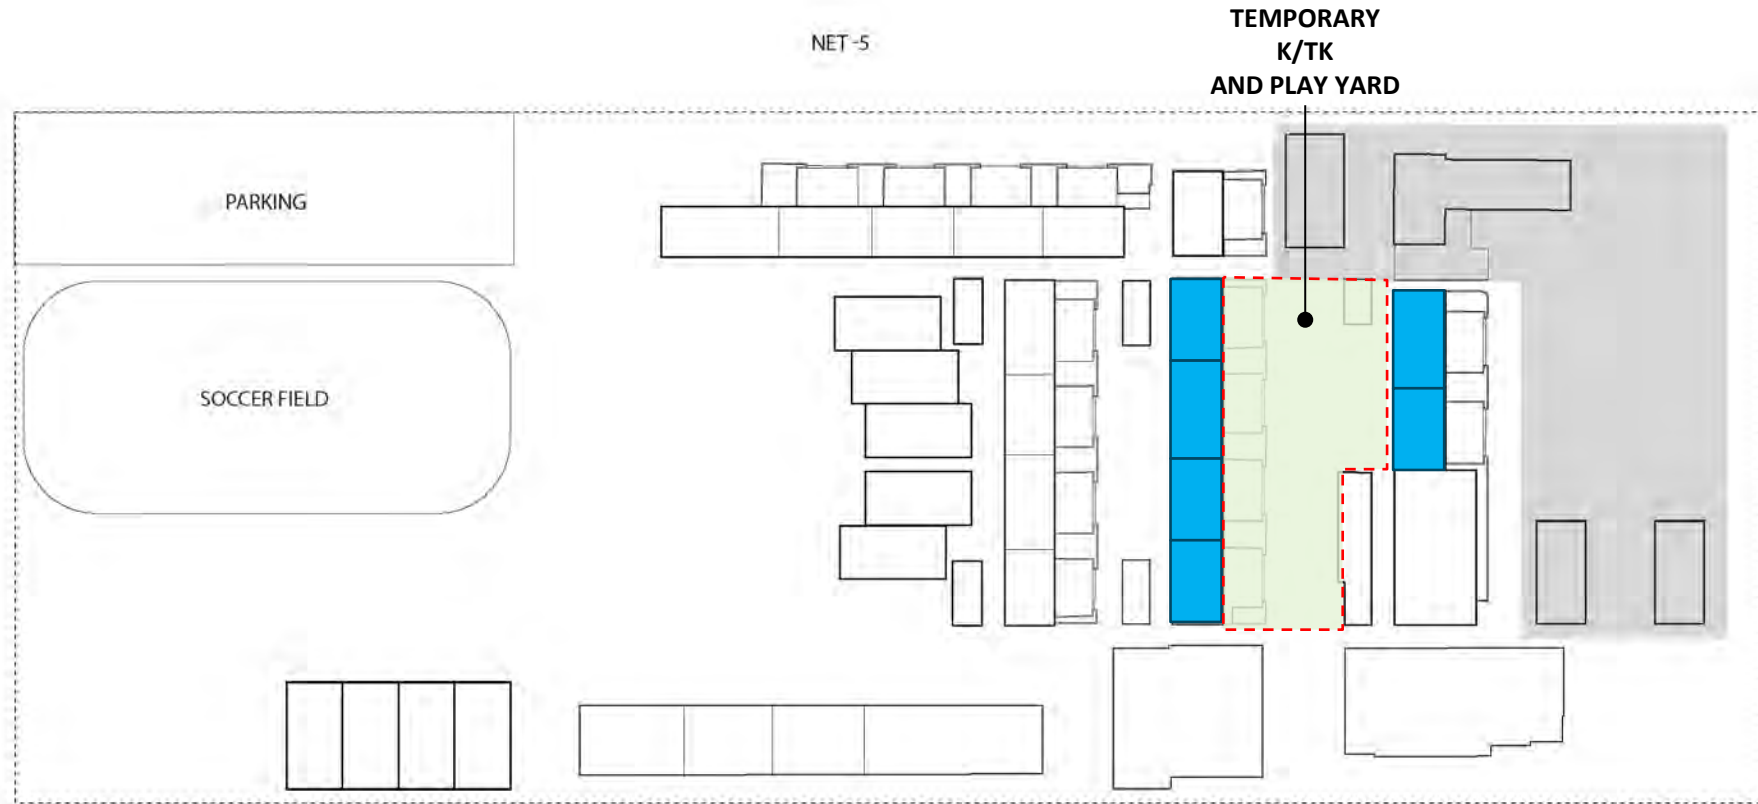 TEMPORARY
K/TK
AND PLAY YARD
NET -5
PARKING
SOCCER FIELD